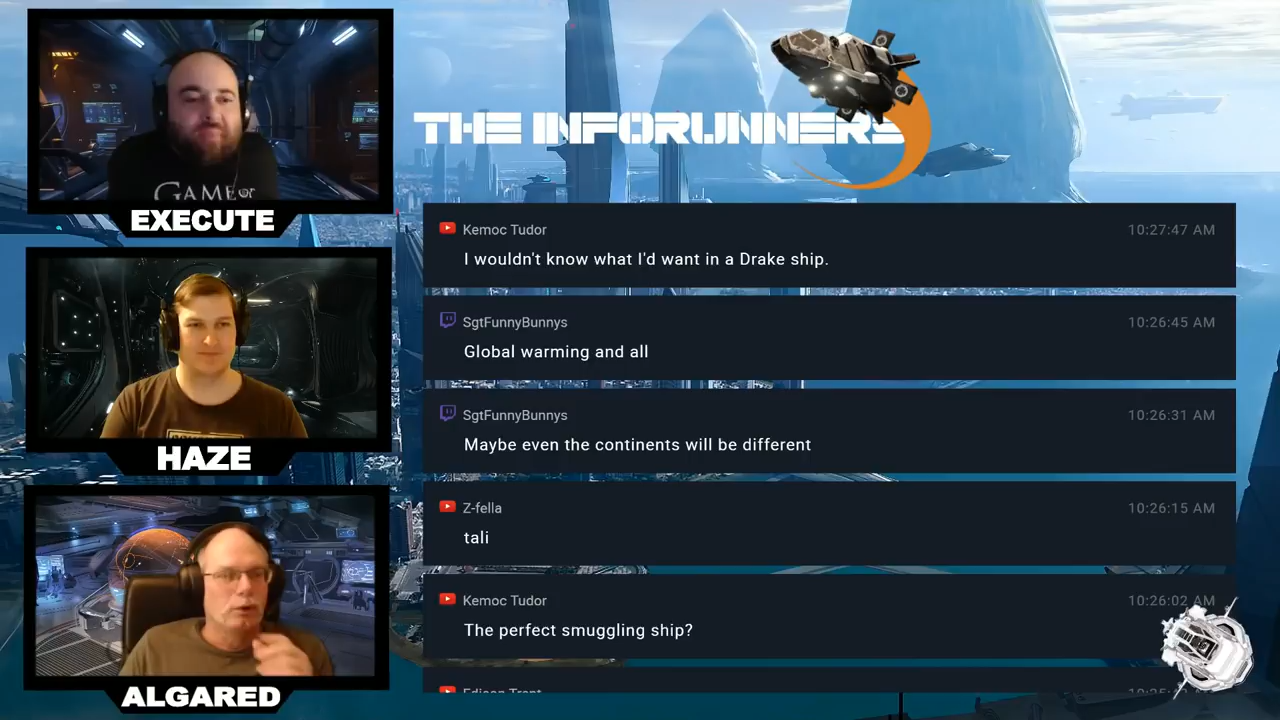 GAME OF
EXECUTE
HAZE
ALGARED
THE INFORUNNERS
Kemoc Tudor 10:27:47 AM
I wouldn't know what I'd want in a Drake ship.
SgtFunnyBunnys 10:26:45 AM
Global warming and all
SgtFunnyBunnys 10:26:31 AM
Maybe even the continents will be different
Z-fella 10:26:15 AM
tali
Kemoc Tudor 10:26:02 AM
The perfect smuggling ship?